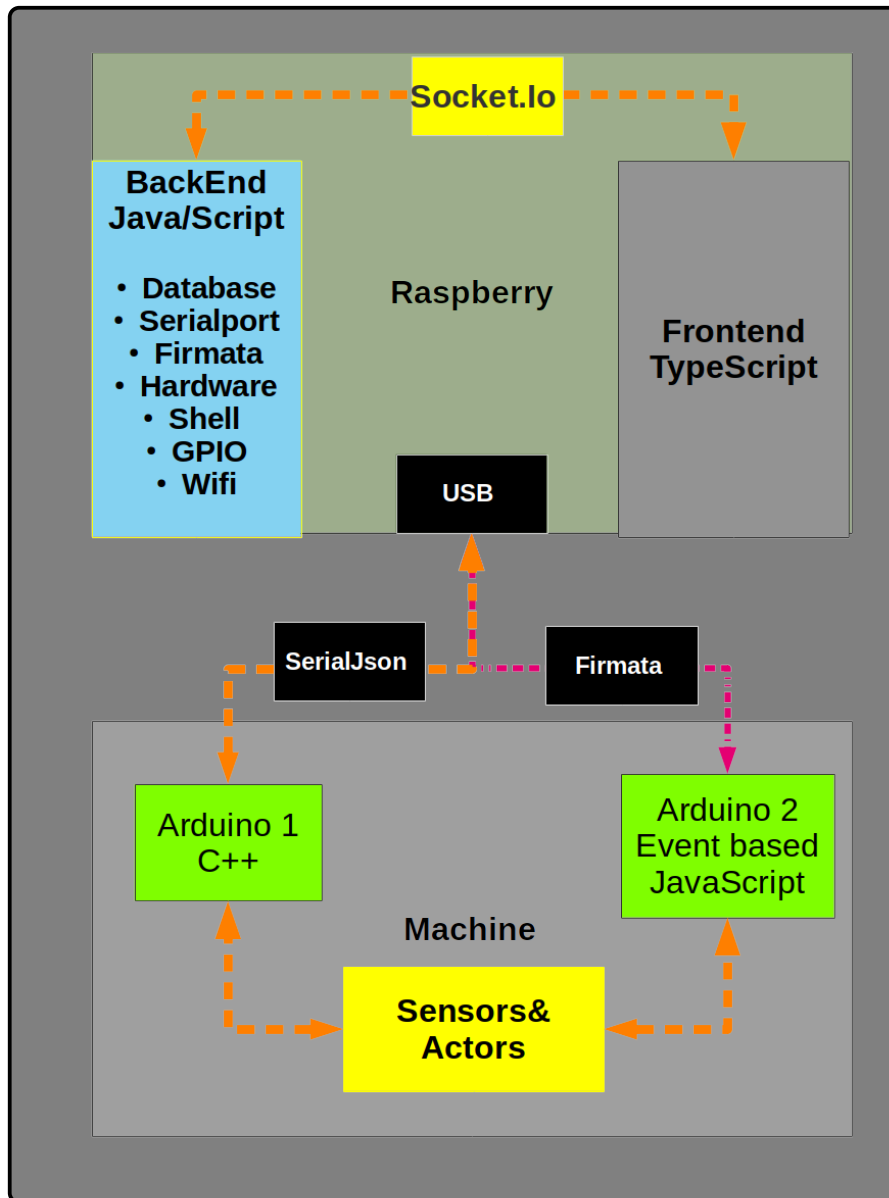 Socket.Io
BackEnd
Java/Script
• Database
• Serialport
• Firmata
• Hardware
• Shell
• GPIO
• Wifi
Raspberry
Frontend
TypeScript
USB
SerialJson
Firmata
Arduino 1
C++
Arduino 2
Event based
JavaScript
Machine
Sensors&
Actors